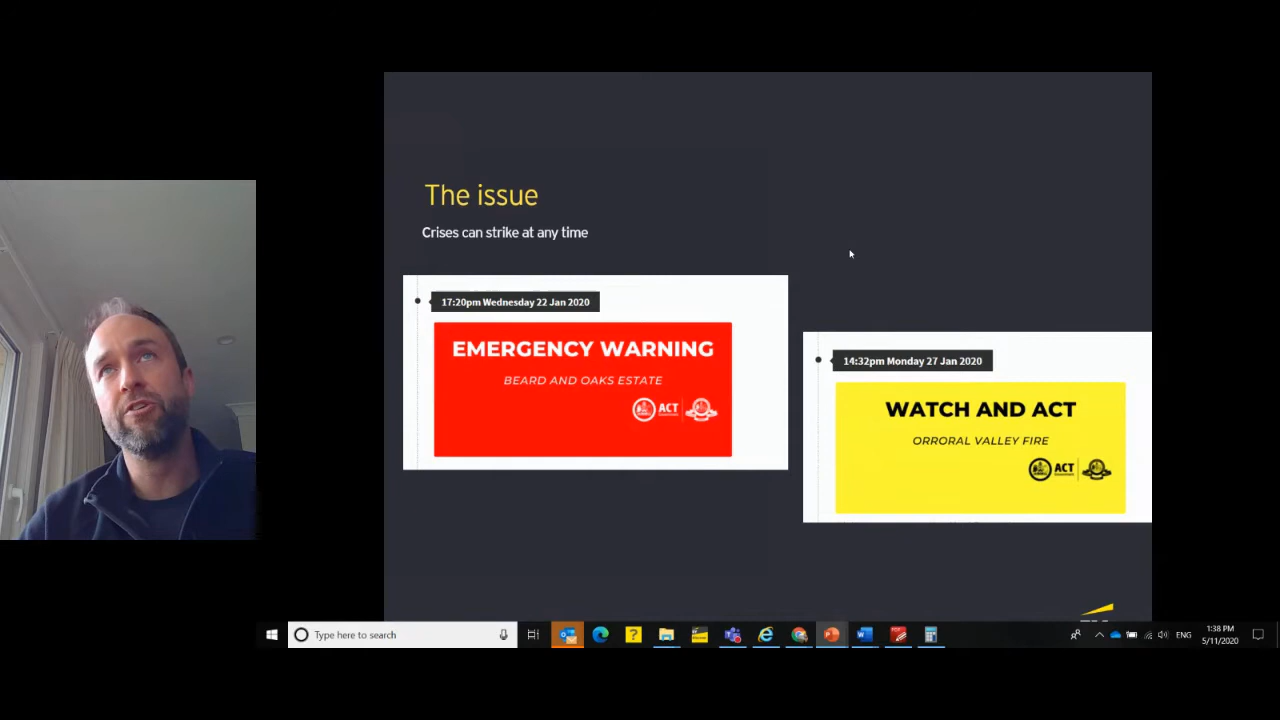 The issue
Crises can strike at any time
17:20pm Wednesday 22 Jan 2020
EMERGENCY WARNING
BEARD AND OAKS ESTATE
ACT
14:32pm Monday 27 Jan 2020
WATCH AND ACT
ORRORAL VALLEY FIRE
ACT
Type here to search
ENG
1:38 PM
5/11/2020